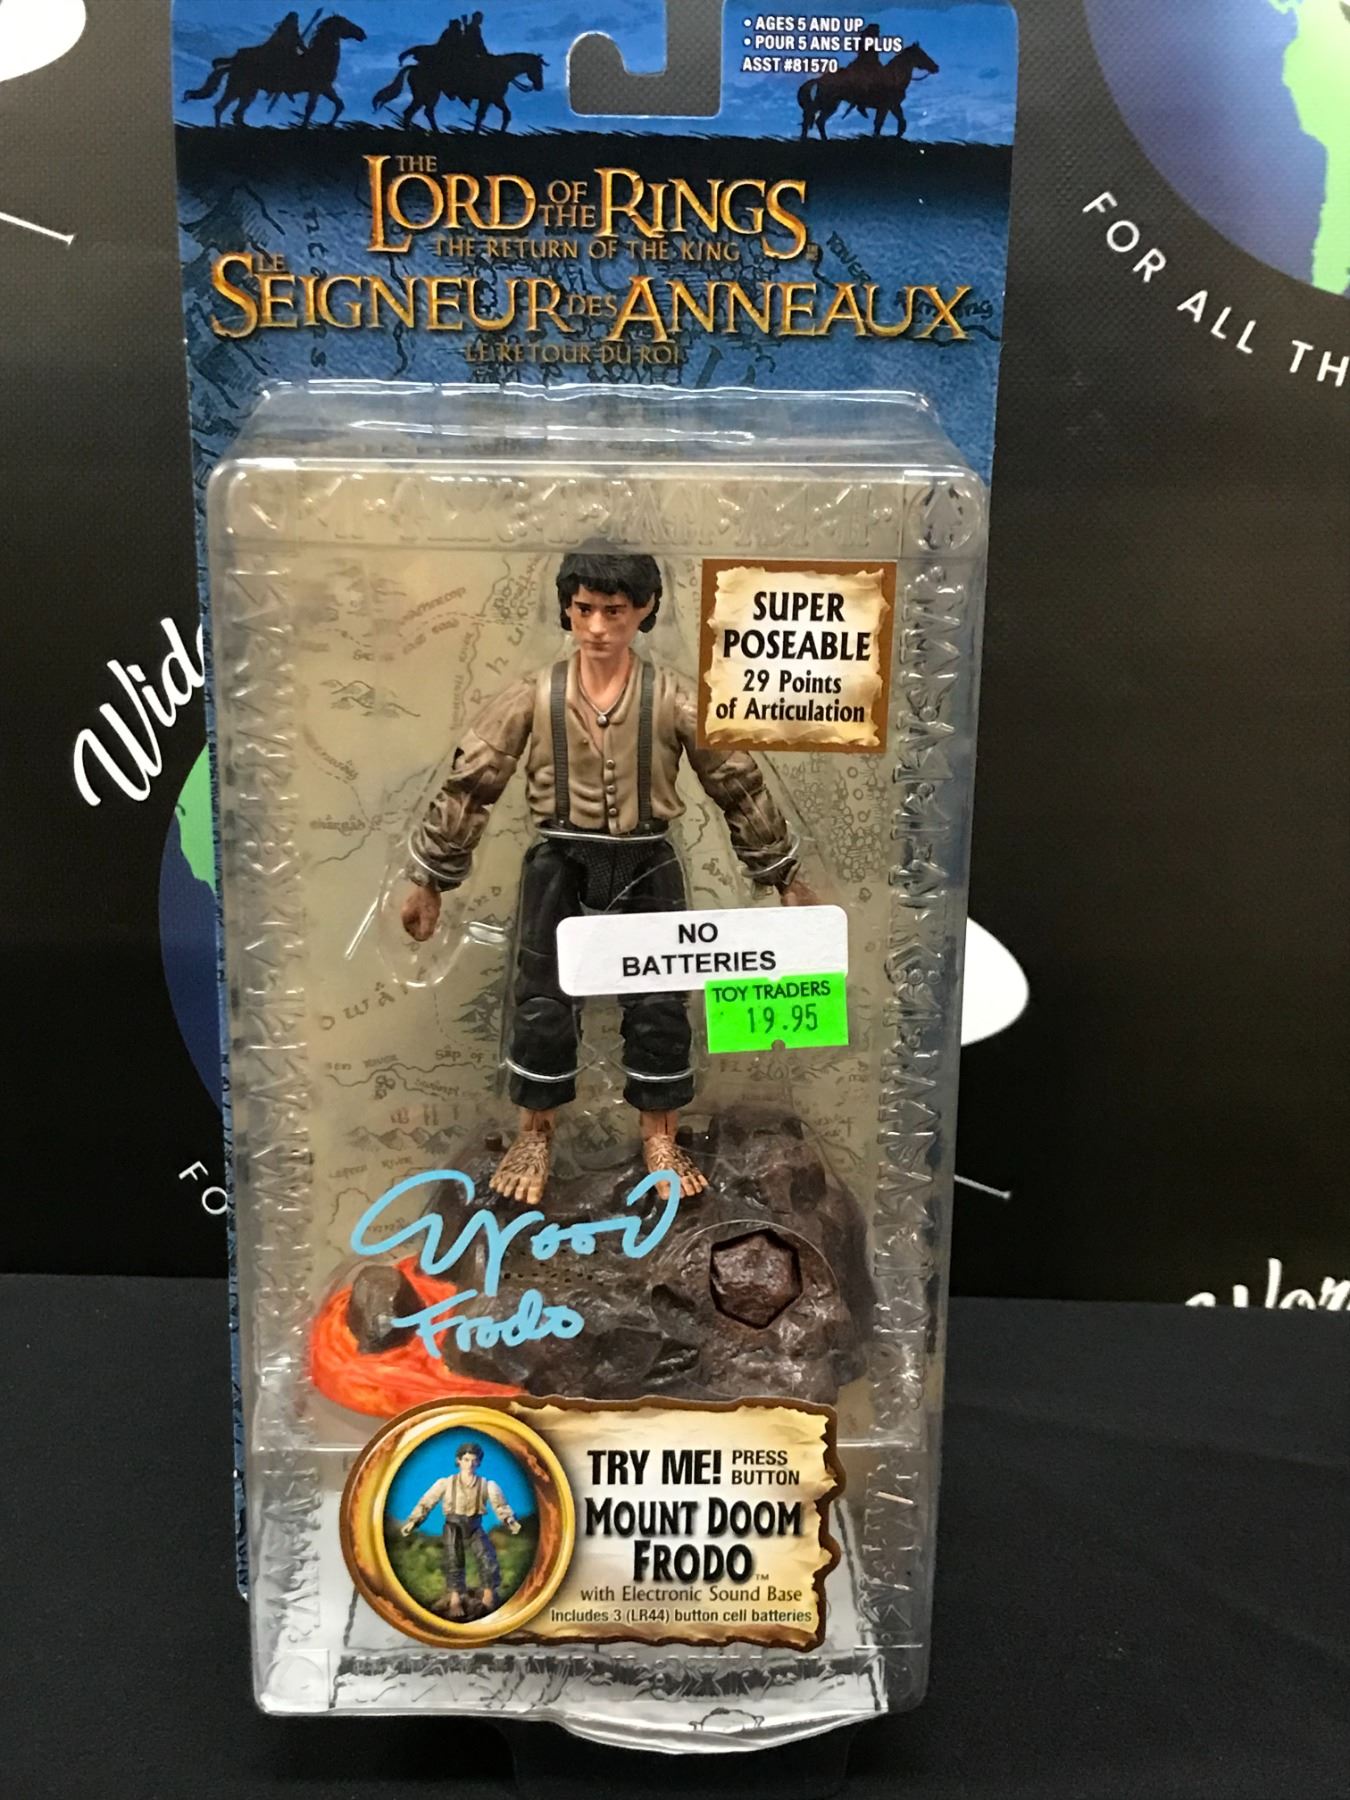 • AGES 5 AND UP
• POUR 5 ANS ET PLUS
ASST #81570
THE
LORD OF THE RINGS
THE RETURN OF THE KING
LE
SEIGNEUR DES ANNEAUX
LE RETOUR DU ROI
FOR ALL TH
SUPER
POSEABLE
29 Points
of Articulation
Wid
NO
BATTERIES
TOY TRADERS
19.95
FO
Wood
Frodo
TRY ME! PRESS BUTTON
MOUNT DOOM
FRODO™
with Electronic Sound Base
Includes 3 (LR44) button cell batteries